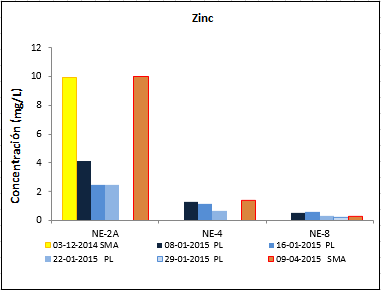 Zinc
Concentración (mg/L)
12
10
8
6
4
2
0
NE-2A NE-4 NE-8
03-12-2014 SMA 08-01-2015 PL 16-01-2015 PL
22-01-2015 PL 29-01-2015 PL 09-04-2015 SMA